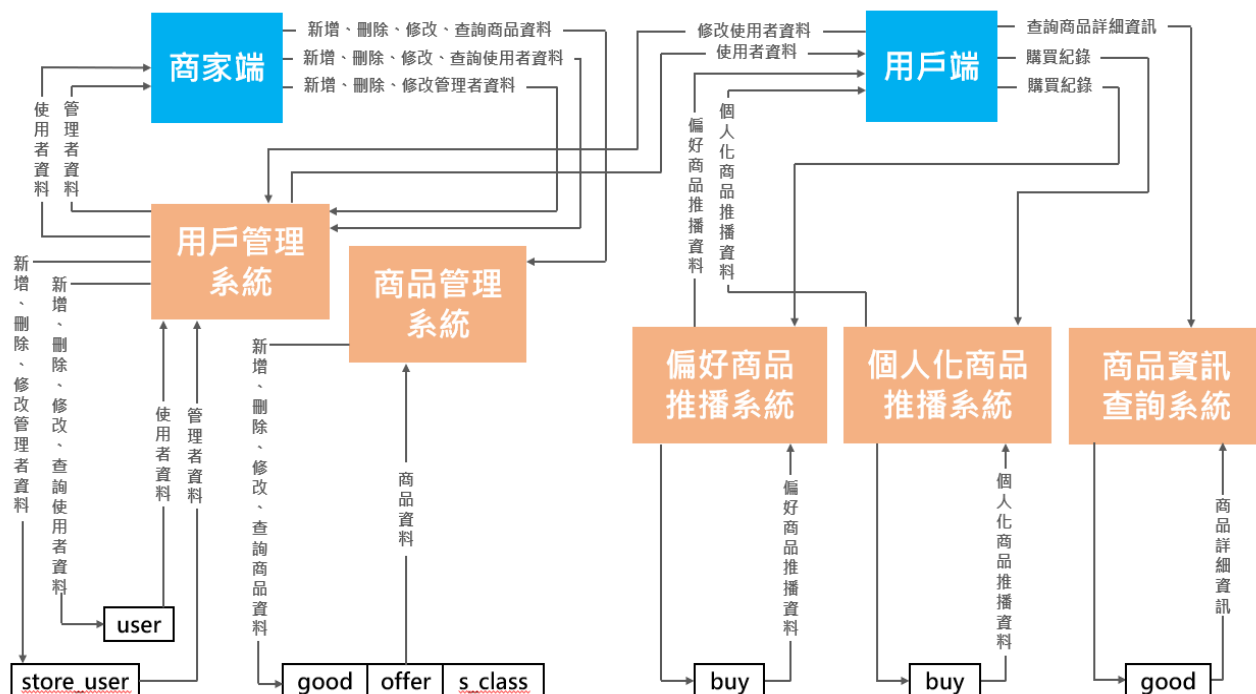 商家端
新增、刪除、修改、查詢商品資料
新增、刪除、修改、查詢使用者資料
新增、刪除、修改管理者資料
修改使用者資料
使用者資料
用戶端
查詢商品詳細資訊
購買紀錄
購買紀錄
使用者資料
管理者資料
偏好商品推播資料
個人化商品推播資料
用戶管理
系統
商品管理
系統
偏好商品
推播系統
個人化商品
推播系統
商品資訊
查詢系統
新增、刪除、修改管理者資料
新增、刪除、修改、查詢使用者資料
使用者資料
管理者資料
新增、刪除、修改、查詢商品資料
商品資料
偏好商品推播資料
個人化商品推播資料
商品詳細資訊
user
store_user
good
offer
s_class
buy
buy
good